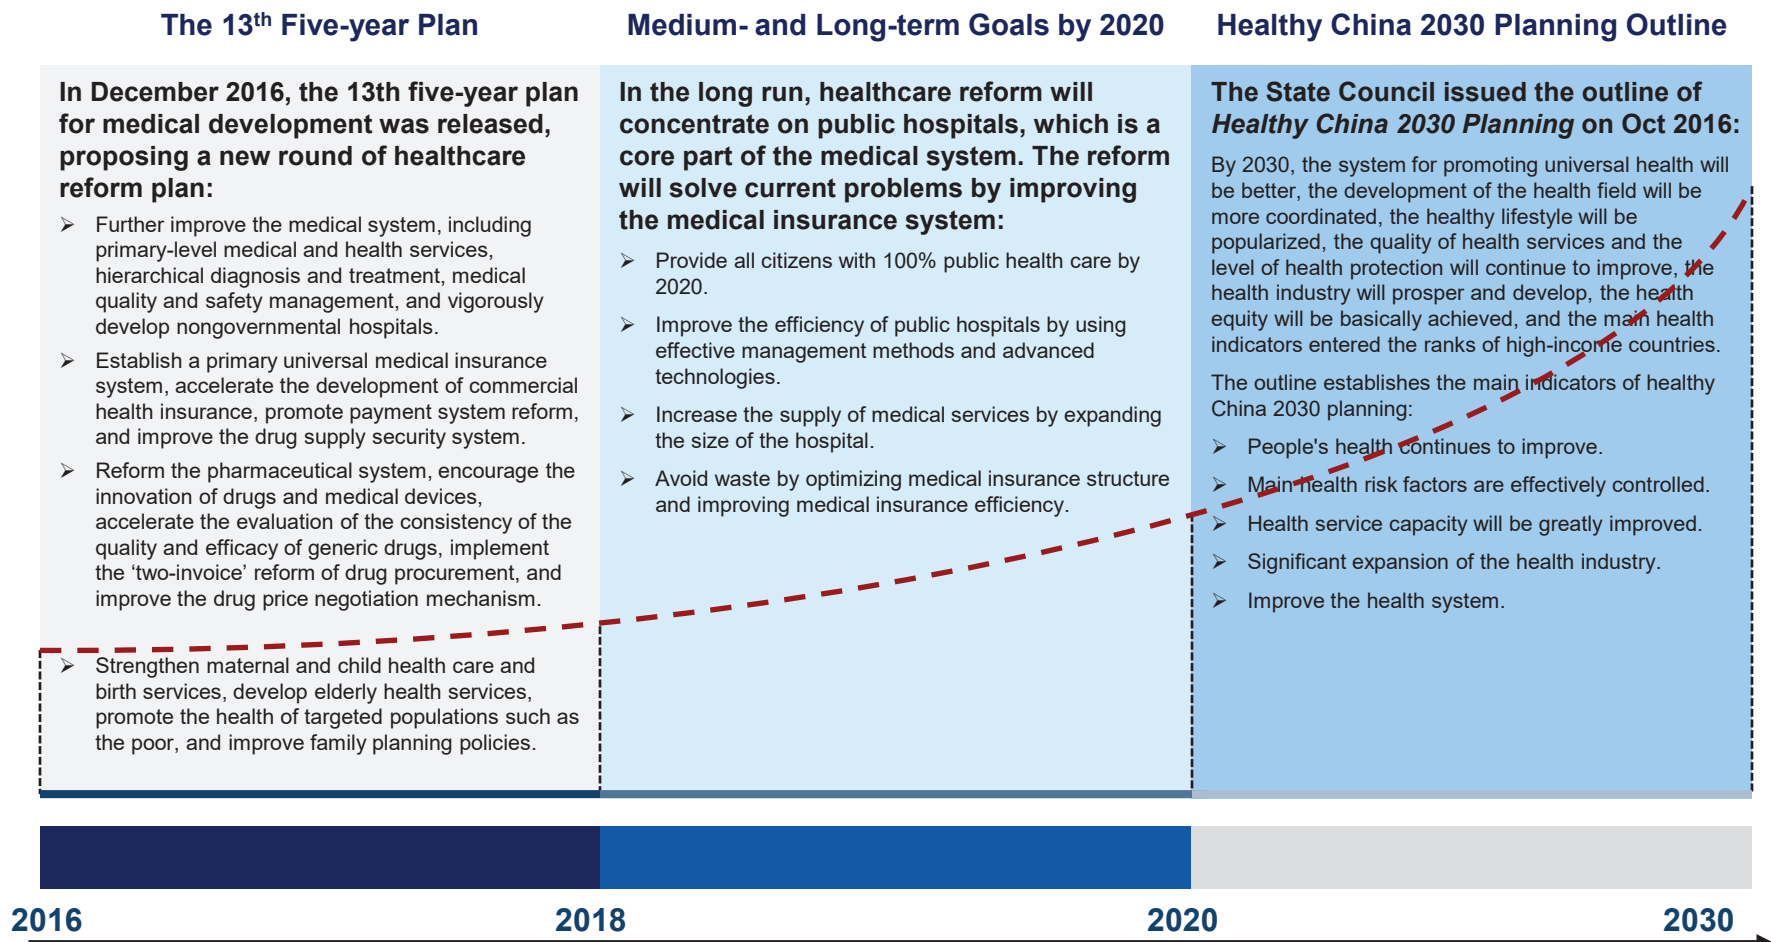 The 13th Five-year Plan
In December 2016, the 13th five-year plan
for medical development was released,
proposing a new round of healthcare
reform plan:
➢ Further improve the medical system, including
primary-level medical and health services,
hierarchical diagnosis and treatment, medical
quality and safety management, and vigorously
develop nongovernmental hospitals.
➢ Establish a primary universal medical insurance
system, accelerate the development of commercial
health insurance, promote payment system reform,
and improve the drug supply security system.
➢ Reform the pharmaceutical system, encourage the
innovation of drugs and medical devices,
accelerate the evaluation of the consistency of the
quality and efficacy of generic drugs, implement
the ‘two-invoice’ reform of drug procurement, and
improve the drug price negotiation mechanism.
➢ Strengthen maternal and child health care and
birth services, develop elderly health services,
promote the health of targeted populations such as
the poor, and improve family planning policies.
Medium- and Long-term Goals by 2020
In the long run, healthcare reform will
concentrate on public hospitals, which is a
core part of the medical system. The reform
will solve current problems by improving
the medical insurance system:
➢ Provide all citizens with 100% public health care by
2020.
➢ Improve the efficiency of public hospitals by using
effective management methods and advanced
technologies.
➢ Increase the supply of medical services by expanding
the size of the hospital.
➢ Avoid waste by optimizing medical insurance structure
and improving medical insurance efficiency.
Healthy China 2030 Planning Outline
The State Council issued the outline of
Healthy China 2030 Planning on Oct 2016:
By 2030, the system for promoting universal health will
be better, the development of the health field will be
more coordinated, the healthy lifestyle will be
popularized, the quality of health services and the
level of health protection will continue to improve, the
health industry will prosper and develop, the health
equity will be basically achieved, and the main health
indicators entered the ranks of high-income countries.
The outline establishes the main indicators of healthy
China 2030 planning:
➢ People's health continues to improve.
➢ Main health risk factors are effectively controlled.
➢ Health service capacity will be greatly improved.
➢ Significant expansion of the health industry.
➢ Improve the health system.
2016
2018
2020
2030